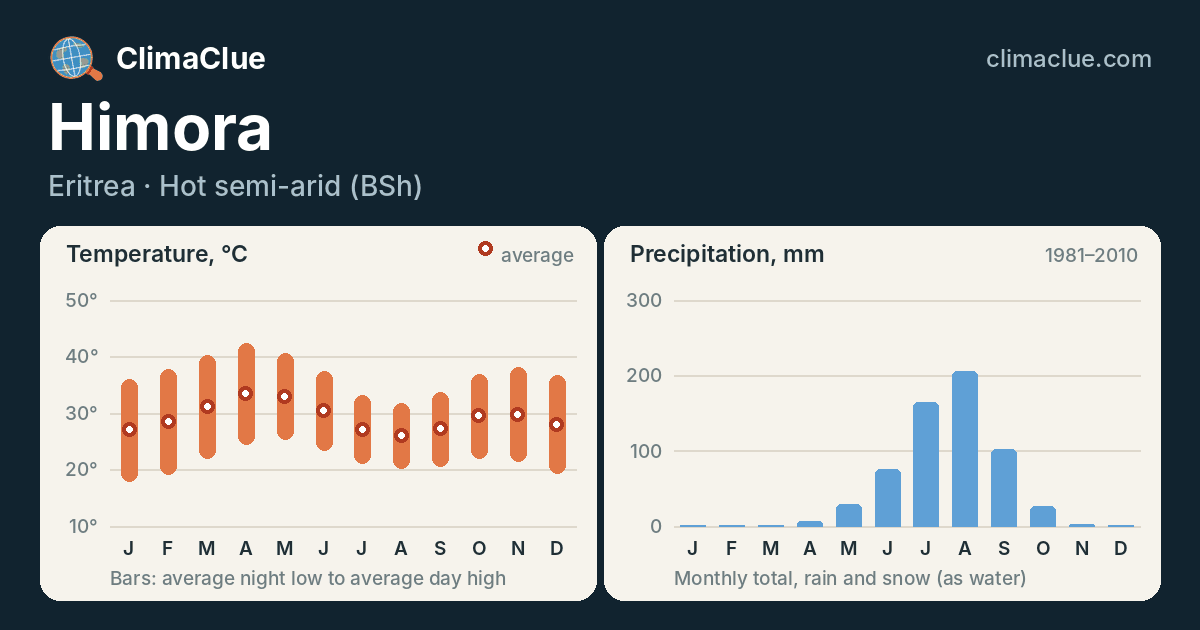 ClimaClue
climaclue.com
Himora
Eritrea · Hot semi-arid (BSh)
Temperature, °C
average
50°
40°
30°
20°
10°
J F M A M J J A S O N D
Bars: average night low to average day high
Precipitation, mm
1981–2010
300
200
100
0
J F M A M J J A S O N D
Monthly total, rain and snow (as water)